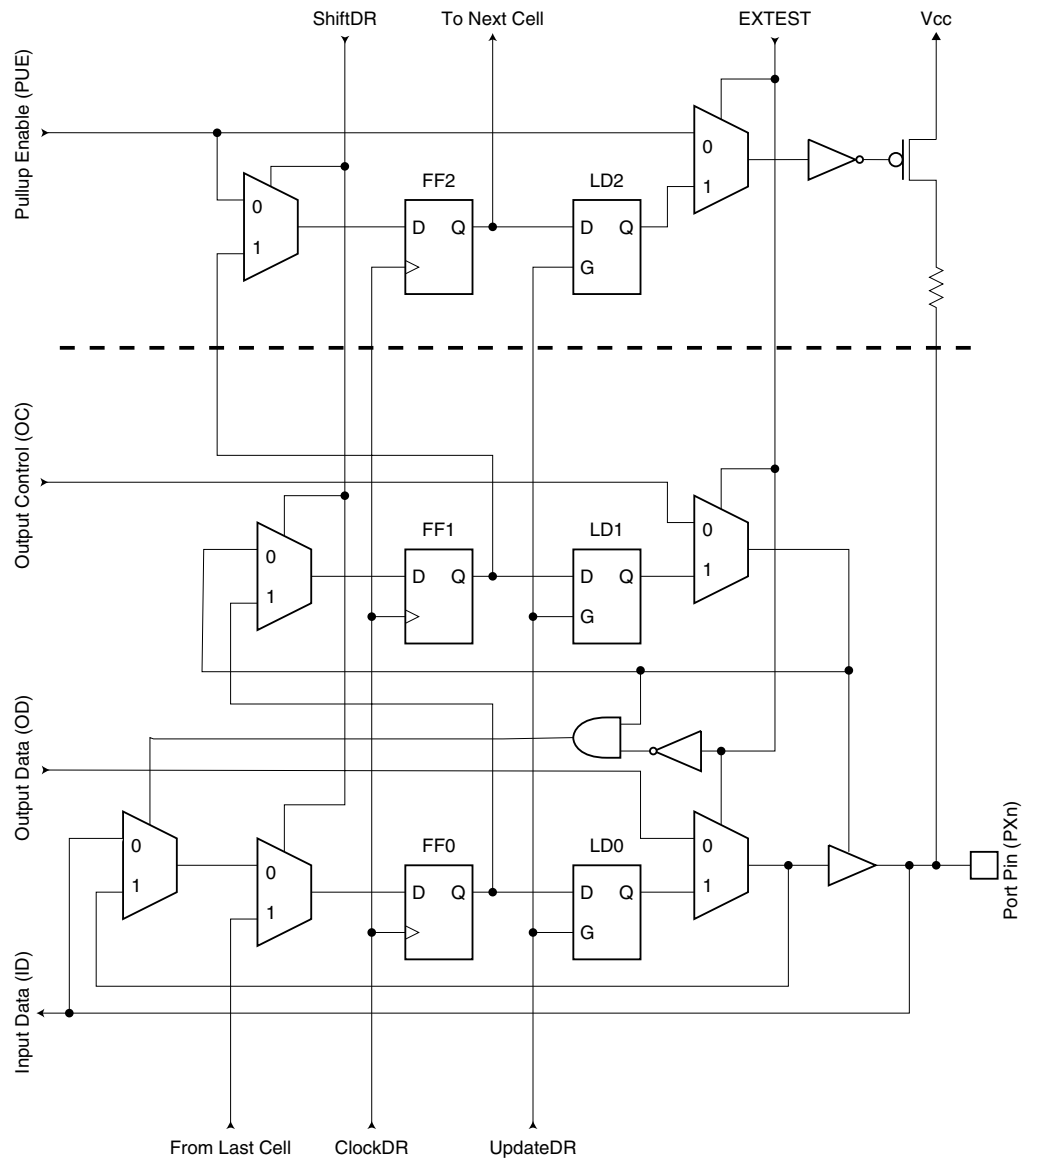 ShiftDR
To Next Cell
EXTEST
Vcc
Pullup Enable (PUE)
0
1
FF2
D Q
LD2
D Q
G
0
1
Output Control (OC)
0
1
FF1
D Q
LD1
D Q
G
0
1
Output Data (OD)
0
1
0
1
FF0
D Q
LD0
D Q
G
0
1
Port Pin (PXn)
Input Data (ID)
From Last Cell
ClockDR
UpdateDR